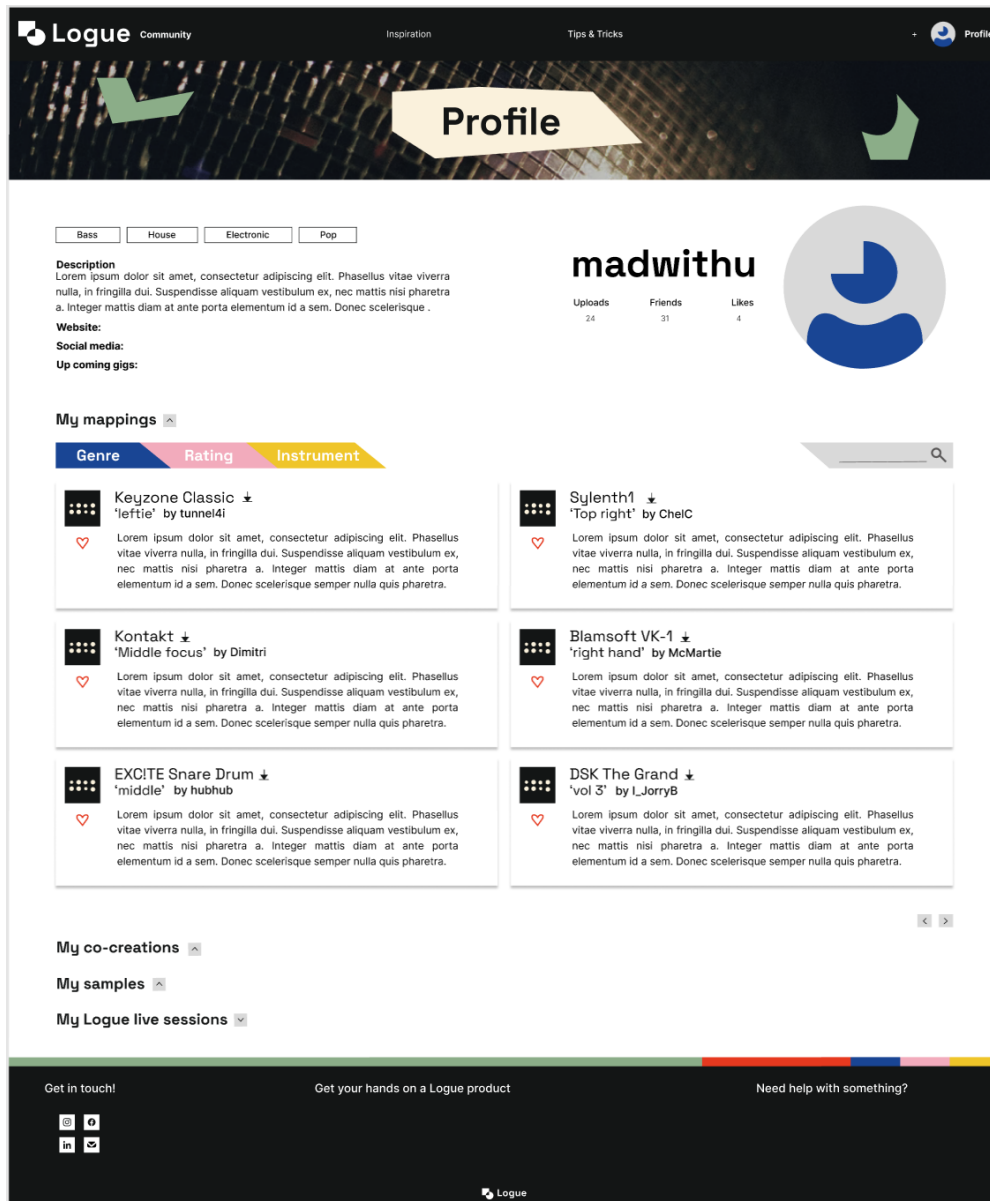 Logue Community
Inspiration
Tips & Tricks
+
Profile
Profile
Bass
House
Electronic
Pop
Description
Lorem ipsum dolor sit amet, consectetur adipiscing elit. Phasellus vitae viverra
nulla, in fringilla dui. Suspendisse aliquam vestibulum ex, nec mattis nisi pharetra
a. Integer mattis diam at ante porta elementum id a sem. Donec scelerisque .
Website:
Social media:
Up coming gigs:
madwithu
Uploads Friends Likes
24 31 4
My mappings
Genre
Rating
Instrument
Keyzone Classic
‘leftie’ by tunnel4i
Lorem ipsum dolor sit amet, consectetur adipiscing elit. Phasellus
vitae viverra nulla, in fringilla dui. Suspendisse aliquam vestibulum ex,
nec mattis nisi pharetra a. Integer mattis diam at ante porta
elementum id a sem. Donec scelerisque semper nulla quis pharetra.
Sylenth1
‘Top right’ by ChelC
Lorem ipsum dolor sit amet, consectetur adipiscing elit. Phasellus
vitae viverra nulla, in fringilla dui. Suspendisse aliquam vestibulum ex,
nec mattis nisi pharetra a. Integer mattis diam at ante porta
elementum id a sem. Donec scelerisque semper nulla quis pharetra.
Kontakt
‘Middle focus’ by Dimitri
Lorem ipsum dolor sit amet, consectetur adipiscing elit. Phasellus
vitae viverra nulla, in fringilla dui. Suspendisse aliquam vestibulum ex,
nec mattis nisi pharetra a. Integer mattis diam at ante porta
elementum id a sem. Donec scelerisque semper nulla quis pharetra.
Blamsoft VK-1
‘right hand’ by McMartie
Lorem ipsum dolor sit amet, consectetur adipiscing elit. Phasellus
vitae viverra nulla, in fringilla dui. Suspendisse aliquam vestibulum ex,
nec mattis nisi pharetra a. Integer mattis diam at ante porta
elementum id a sem. Donec scelerisque semper nulla quis pharetra.
EXC!TE Snare Drum
‘middle’ by hubhub
Lorem ipsum dolor sit amet, consectetur adipiscing elit. Phasellus
vitae viverra nulla, in fringilla dui. Suspendisse aliquam vestibulum ex,
nec mattis nisi pharetra a. Integer mattis diam at ante porta
elementum id a sem. Donec scelerisque semper nulla quis pharetra.
DSK The Grand
‘vol 3’ by I_JorryB
Lorem ipsum dolor sit amet, consectetur adipiscing elit. Phasellus
vitae viverra nulla, in fringilla dui. Suspendisse aliquam vestibulum ex,
nec mattis nisi pharetra a. Integer mattis diam at ante porta
elementum id a sem. Donec scelerisque semper nulla quis pharetra.
My co-creations
My samples
My Logue live sessions
Get in touch!
Get your hands on a Logue product
Need help with something?
in
Logue